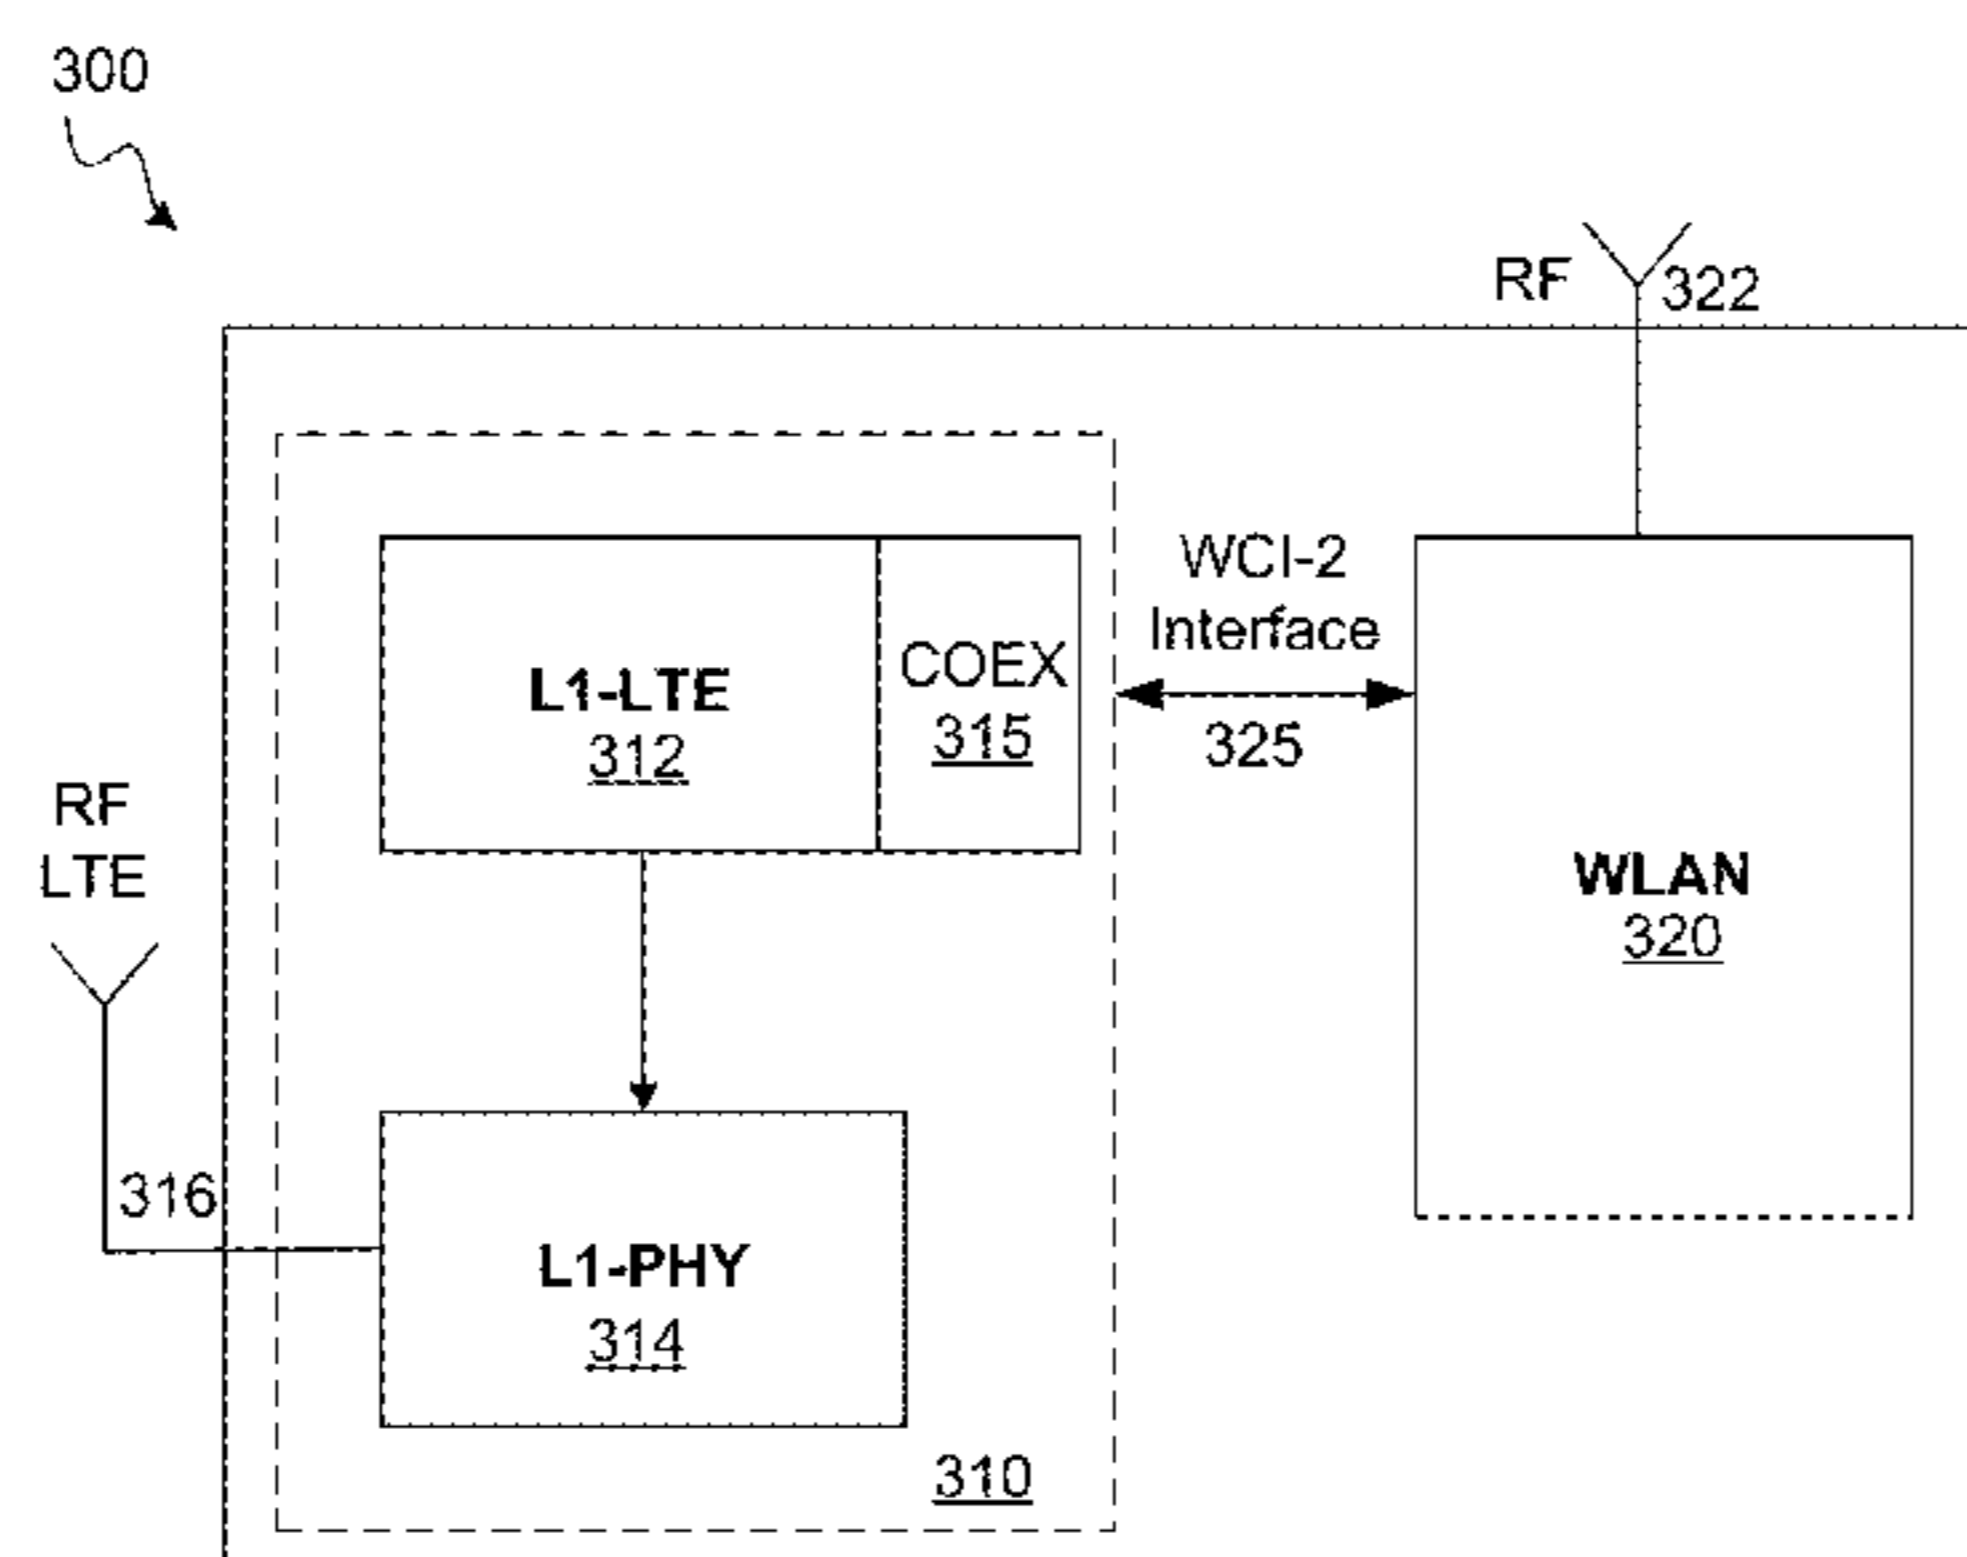 300
RF
322
WCI-2
Interface
325
L1-LTE
312
COEX
315
RF
LTE
316
WLAN
320
L1-PHY
314
310